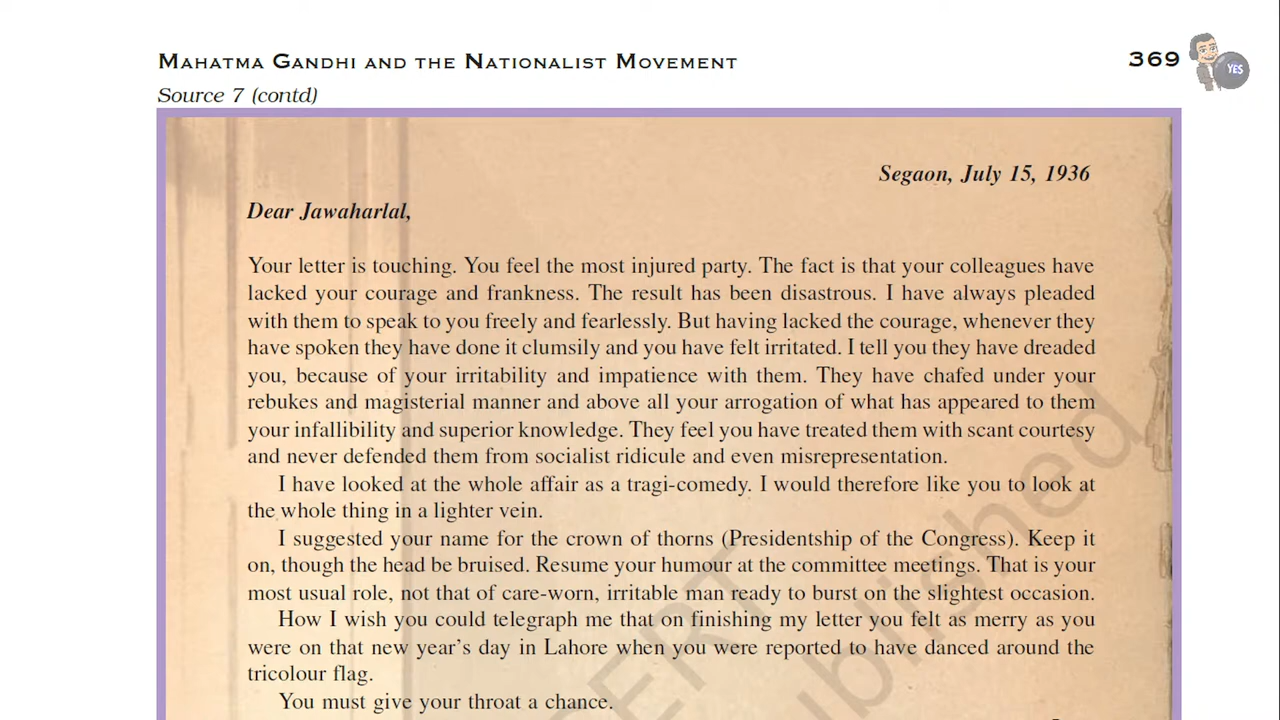 MAHATMA GANDHI AND THE NATIONALIST MOVEMENT 369
YES
Source 7 (contd)
Segaon, July 15, 1936
Dear Jawaharlal,
Your letter is touching. You feel the most injured party. The fact is that your colleagues have
lacked your courage and frankness. The result has been disastrous. I have always pleaded
with them to speak to you freely and fearlessly. But having lacked the courage, whenever they
have spoken they have done it clumsily and you have felt irritated. I tell you they have dreaded
you, because of your irritability and impatience with them. They have chafed under your
rebukes and magisterial manner and above all your arrogation of what has appeared to them
your infallibility and superior knowledge. They feel you have treated them with scant courtesy
and never defended them from socialist ridicule and even misrepresentation.
I have looked at the whole affair as a tragi-comedy. I would therefore like you to look at
the whole thing in a lighter vein.
I suggested your name for the crown of thorns (Presidentship of the Congress). Keep it
on, though the head be bruised. Resume your humour at the committee meetings. That is your
most usual role, not that of care-worn, irritable man ready to burst on the slightest occasion.
How I wish you could telegraph me that on finishing my letter you felt as merry as you
were on that new year's day in Lahore when you were reported to have danced around the
tricolour flag.
You must give your throat a chance.